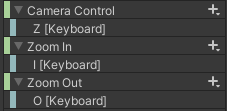 Camera Control
Z [Keyboard]
Zoom In
I [Keyboard]
Zoom Out
O [Keyboard]